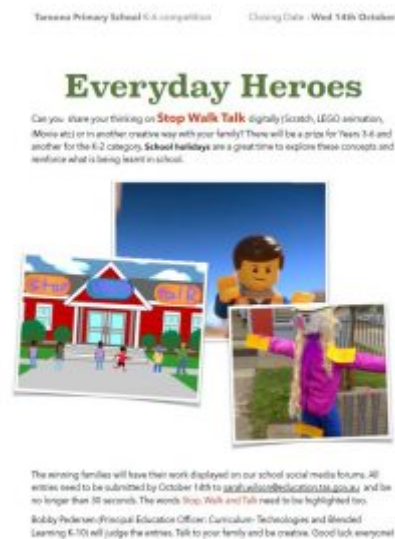 Taroona Primary School K-6 competition Closing Date - Wed 14th October
Everyday Heroes
Can you share your thinking on Stop Walk Talk digitally (Scratch, LEGO animation,
iMovie etc) or in another creative way with your family? There will be a prize for Years 3-6 and
another for the K-2 category. School holidays are a great time to explore these concepts and
reinforce what is being learnt in school.
Stop
Talk
The winning families will have their work displayed on our school social media forums. All
entries need to be submitted by October 14th to sarah.wilson@education.tas.gov.au and be
no longer than 30 seconds. The words Stop, Walk and Talk need to be highlighted too.
Bobby Pedersen (Principal Education Officer: Curriculum- Technologies and Blended
Learning K-10) will judge the entries. Talk to your family and be creative. Good luck everyone!